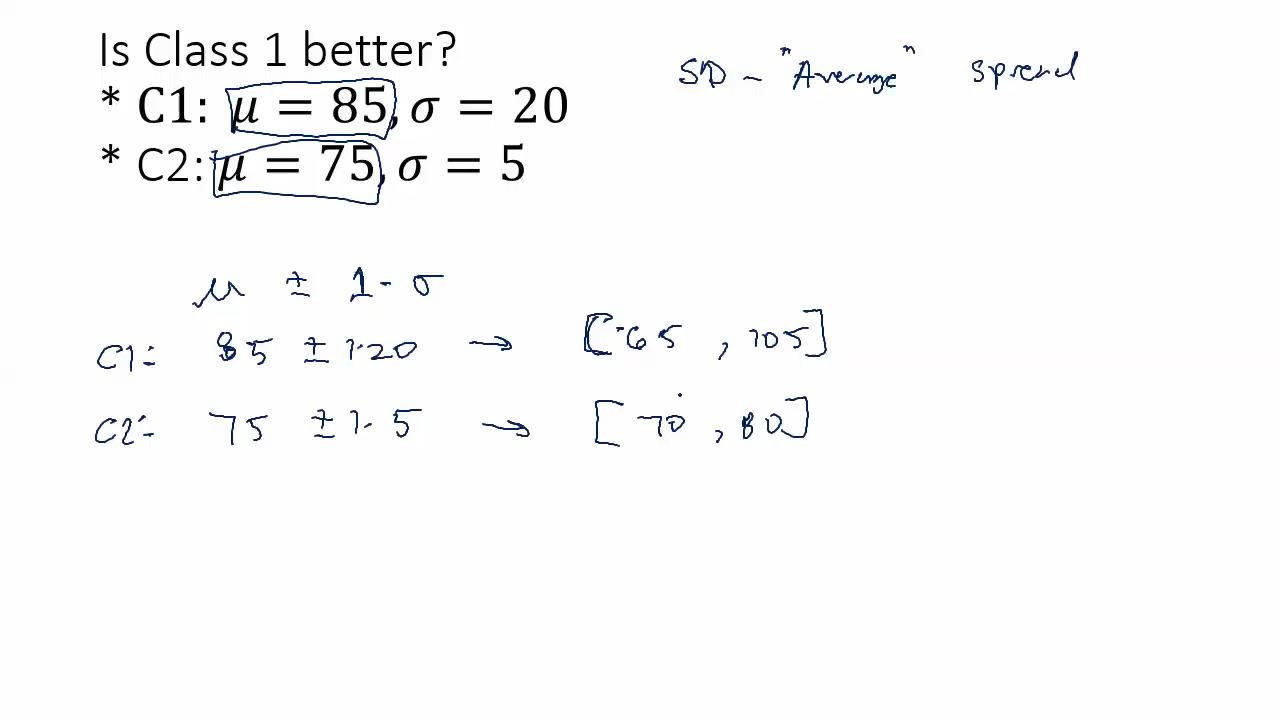 Is Class 1 better?
SD – "Average" spread
* C1: μ = 85, σ = 20
* C2: μ = 75, σ = 5
μ ± 1·σ
C1: 85 ± 1·20 → [65, 105]
C2: 75 ± 1·5 → [70, 80]